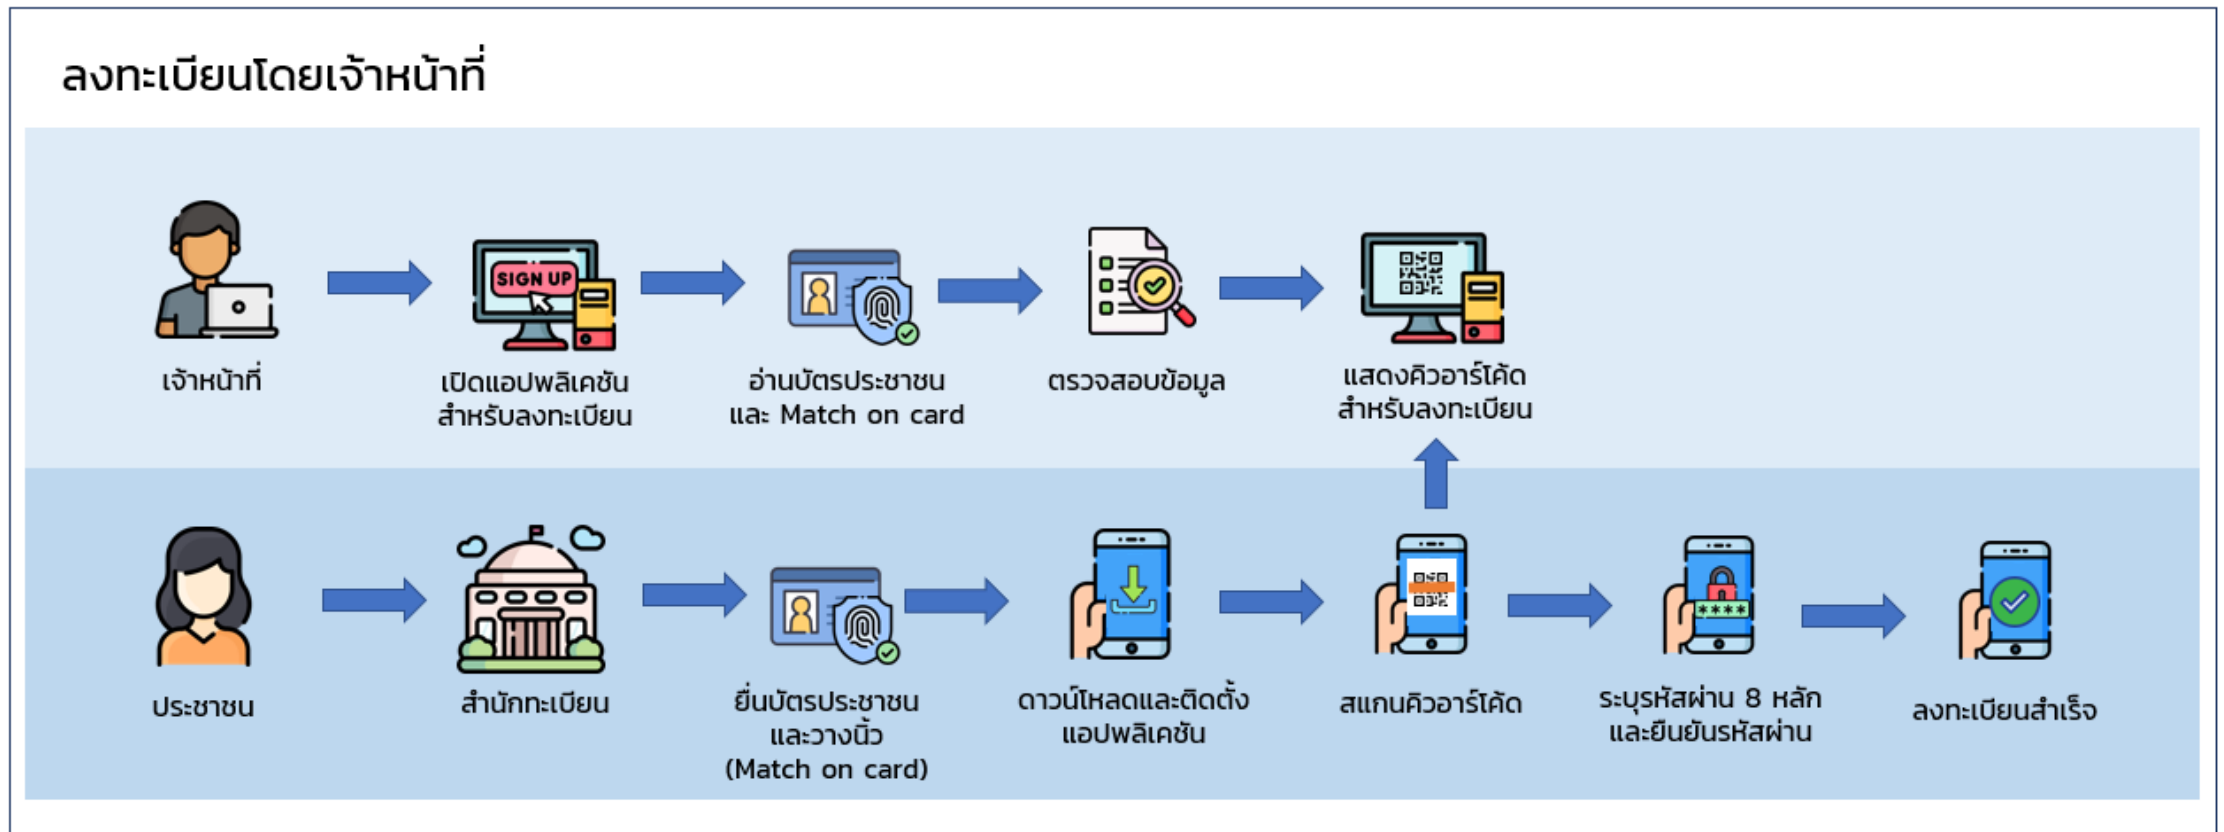 ลงทะเบียนโดยเจ้าหน้าที่
SIGN UP
เจ้าหน้าที่
เปิดแอปพลิเคชัน
สำหรับลงทะเบียน
อ่านบัตรประชาชน
และ Match on card
ตรวจสอบข้อมูล
แสดงคิวอาร์โค้ด
สำหรับลงทะเบียน
****
ประชาชน
สำนักทะเบียน
ยื่นบัตรประชาชน
และวางนิ้ว
(Match on card)
ดาวน์โหลดและติดตั้ง
แอปพลิเคชัน
สแกนคิวอาร์โค้ด
ระบุรหัสผ่าน 8 หลัก
และยืนยันรหัสผ่าน
ลงทะเบียนสำเร็จ